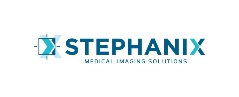 STEPHANIX
MEDICAL IMAGING SOLUTIONS